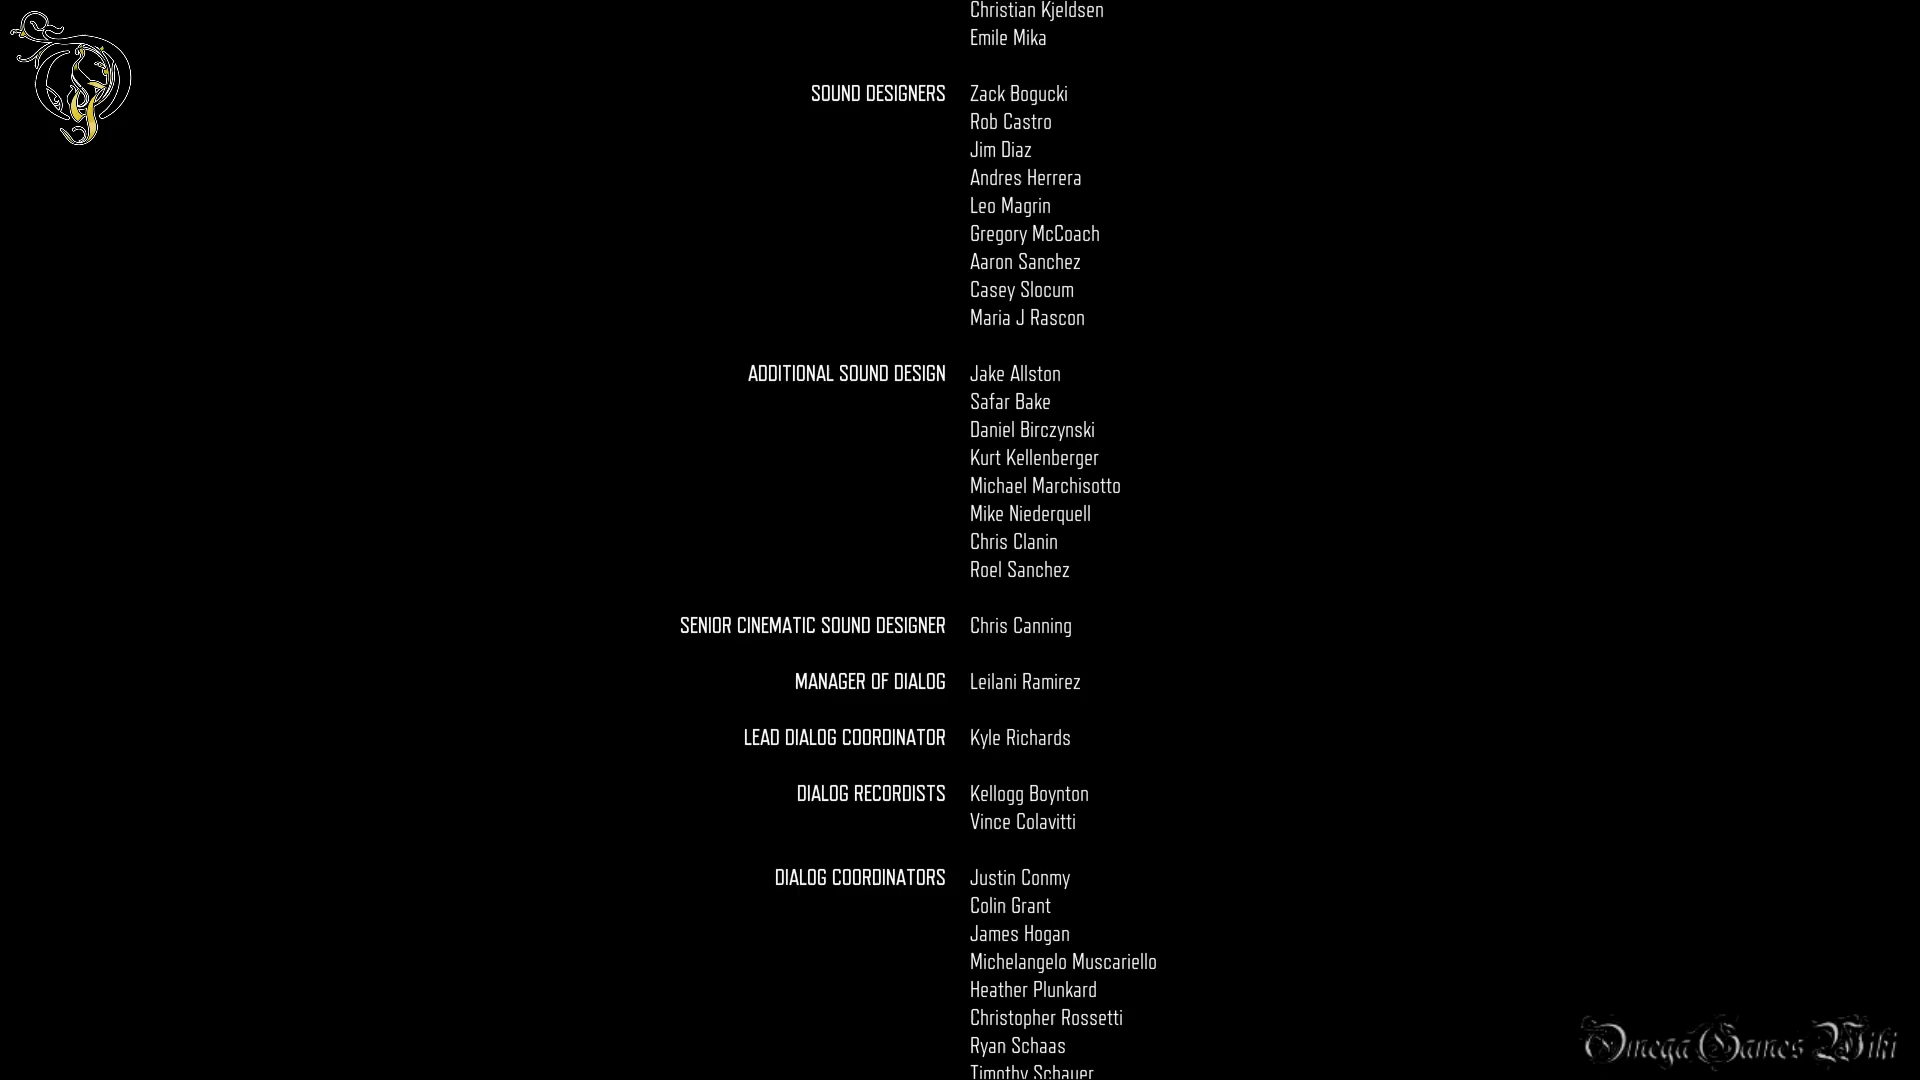 Christian Kjeldsen
Emile Mika
SOUND DESIGNERS Zack Bogucki
Rob Castro
Jim Diaz
Andres Herrera
Leo Magrin
Gregory McCoach
Aaron Sanchez
Casey Slocum
Maria J Rascon
ADDITIONAL SOUND DESIGN Jake Allston
Safar Bake
Daniel Birczynski
Kurt Kellenberger
Michael Marchisotto
Mike Niederquell
Chris Clanin
Roel Sanchez
SENIOR CINEMATIC SOUND DESIGNER Chris Canning
MANAGER OF DIALOG Leilani Ramirez
LEAD DIALOG COORDINATOR Kyle Richards
DIALOG RECORDISTS Kellogg Boynton
Vince Colavitti
DIALOG COORDINATORS Justin Conmy
Colin Grant
James Hogan
Michelangelo Muscariello
Heather Plunkard
Christopher Rossetti
Ryan Schaas
Timothy Schauer
Omega Games Wiki